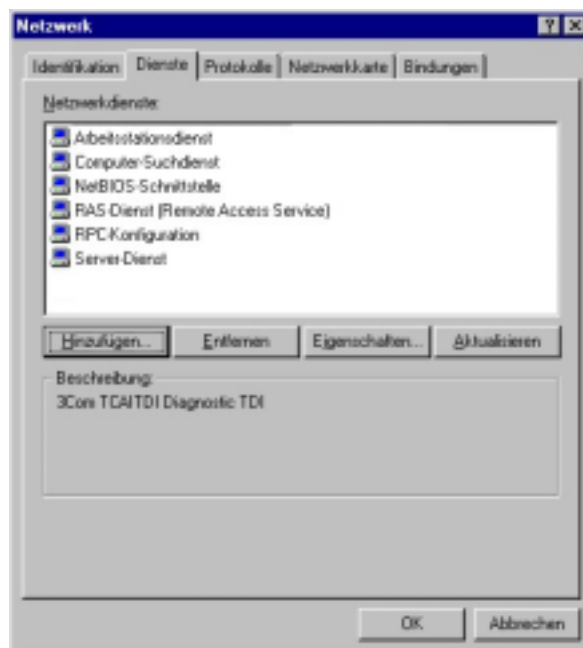 Netzwerk
Identifikation Dienste Protokolle Netzwerkkarte Bindungen
Netzwerkdienste:
Arbeitsstationsdienst
Computer-Suchdienst
NetBIOS-Schnittstelle
RAS-Dienst (Remote Access Service)
RPC-Konfiguration
Server-Dienst
Hinzufügen... Entfernen Eigenschaften... Aktualisieren
Beschreibung:
3Com TCAITDI Diagnostic TDI
OK Abbrechen